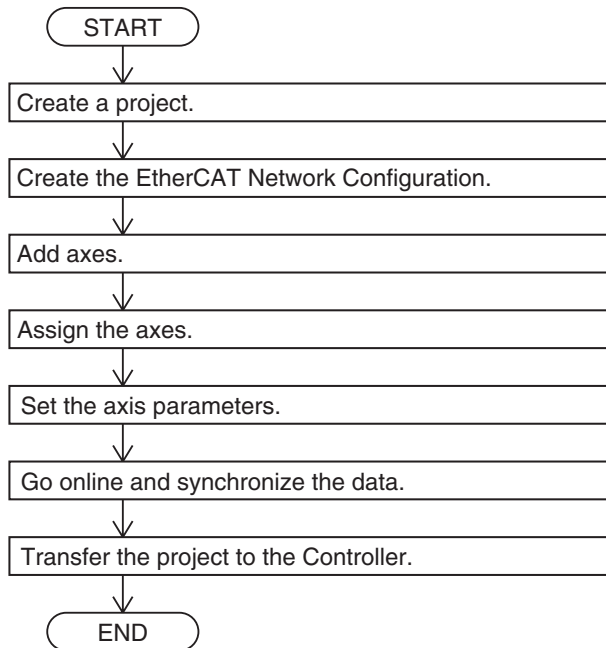 START
Create a project.
Create the EtherCAT Network Configuration.
Add axes.
Assign the axes.
Set the axis parameters.
Go online and synchronize the data.
Transfer the project to the Controller.
END